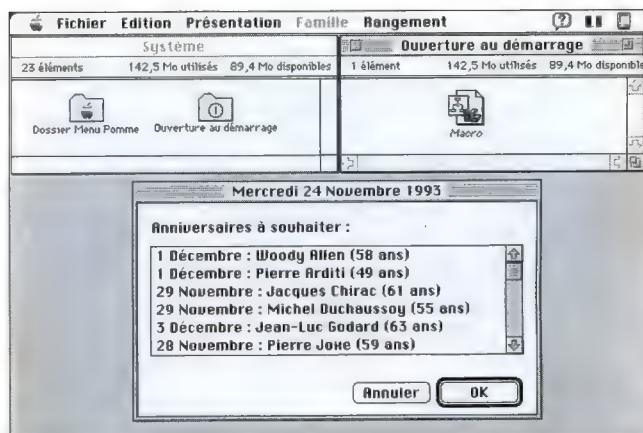 Fichier Edition Présentation Famille Rangement
Système
23 éléments 142,5 Mo utilisés 89,4 Mo disponibles
Dossier Menu Pomme Ouverture au démarrage
Ouverture au démarrage
1 élément 142,5 Mo utilisés 89,4 Mo disponible
Macro
Mercredi 24 Novembre 1993
Anniversaires à souhaiter :
1 Décembre : Woody Allen (58 ans)
1 Décembre : Pierre Arditi (49 ans)
29 Novembre : Jacques Chirac (61 ans)
29 Novembre : Michel Duchaussoy (55 ans)
3 Décembre : Jean-Luc Godard (63 ans)
28 Novembre : Pierre Joxe (59 ans)
Annuler OK